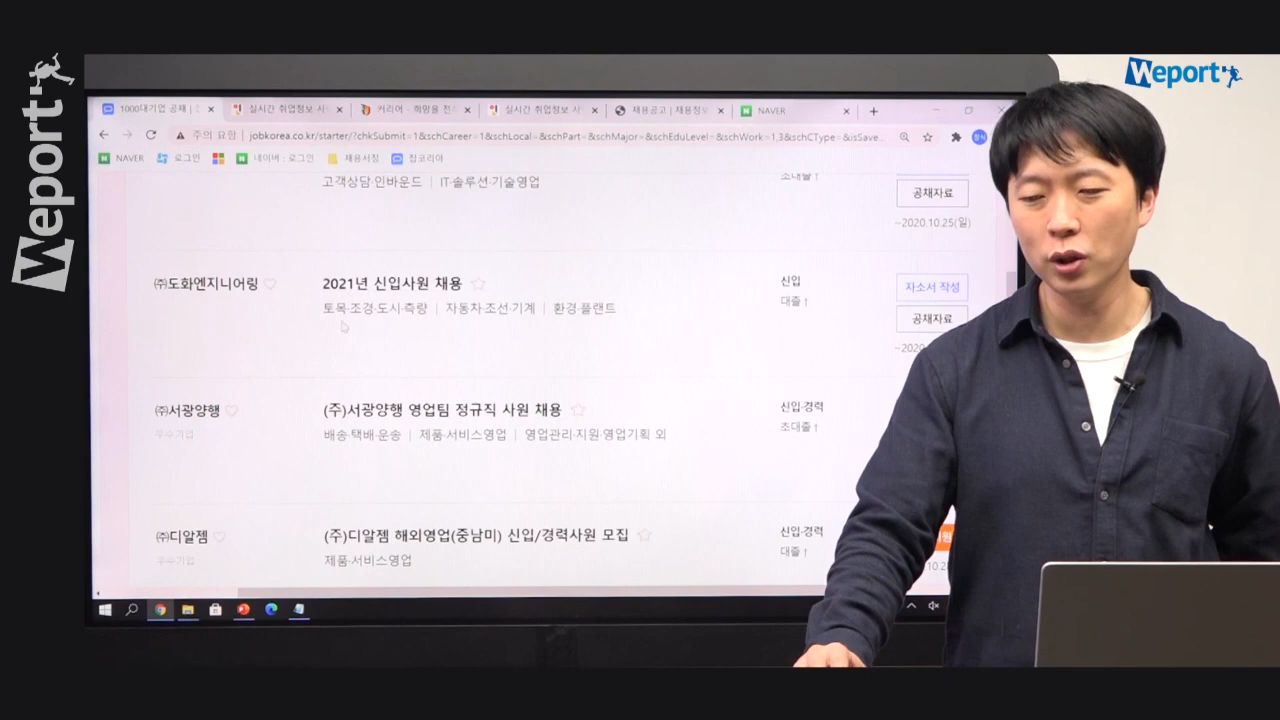 Weport
Weport
1000대기업 공채 |
실시간 취업정보 사
커리어 - 희망을 전
실시간 취업정보 사
채용공고 | 채용정보
NAVER
주의 요함 | jobkorea.co.kr/starter/?chkSubmit=1&schCareer=1&schLocal=&schPart=&schMajor=&schEduLevel=&schWork=1,3&schCType=&isSave...
NAVER 로그인 네이버 : 로그인 채용서칭 잡코리아
고객상담·인바운드 | IT·솔루션·기술영업
초대졸↑
공채자료
~2020.10.25(일)
㈜도화엔지니어링 2021년 신입사원 채용 신입 자소서 작성
토목·조경·도시·측량 | 자동차·조선·기계 | 환경·플랜트 대졸↑
공채자료
~2020.
㈜서광양행 (주)서광양행 영업팀 정규직 사원 채용 신입·경력
우수기업 배송·택배·운송 | 제품·서비스영업 | 영업관리·지원·영업기획 외 초대졸↑
㈜디알젬 (주)디알젬 해외영업(중남미) 신입/경력사원 모집 신입·경력
우수기업 제품·서비스영업 대졸↑